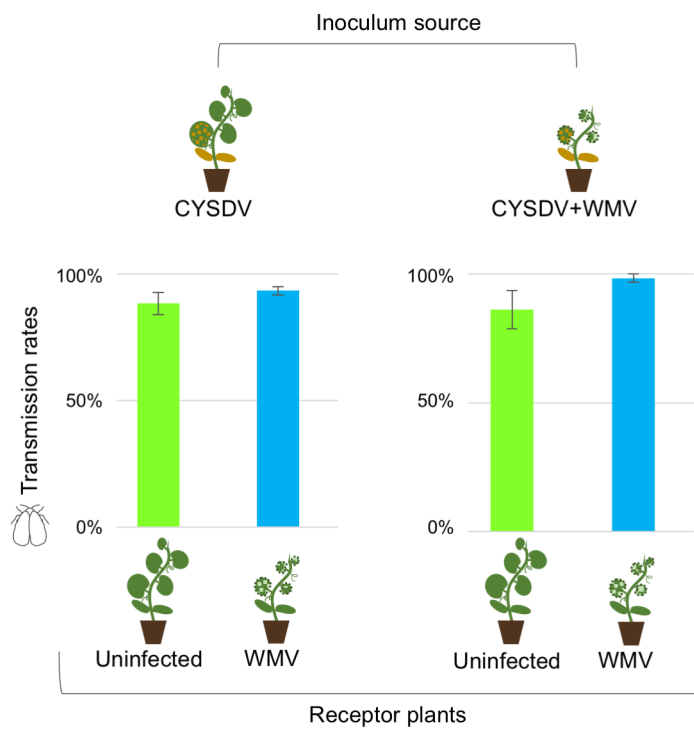 Inoculum source
CYSDV
CYSDV+WMV
Transmission rates
100%
50%
0%
100%
50%
0%
Uninfected
WMV
Uninfected
WMV
Receptor plants